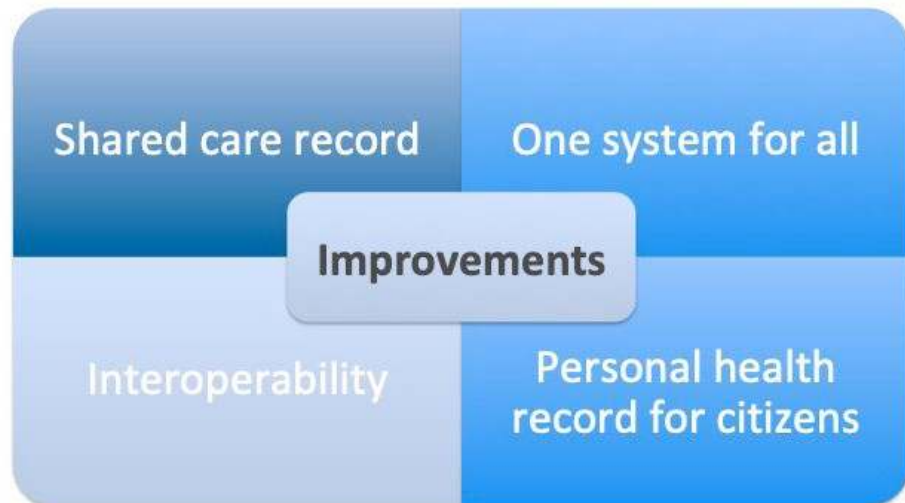 Shared care record
One system for all
Improvements
Interoperability
Personal health
record for citizens